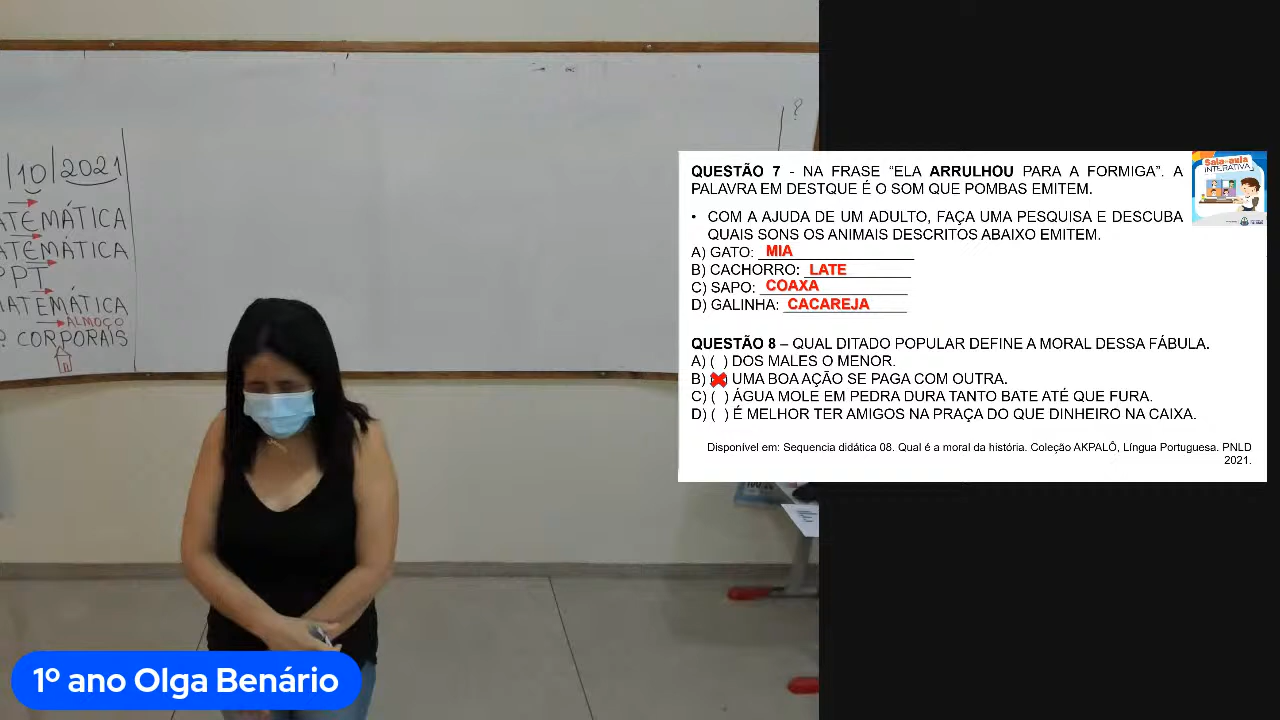 /10/2021
ATEMÁTICA
ATEMÁTICA
PPT
MATEMÁTICA
ALMOÇO
? CORPORAIS
?
QUESTÃO 7 - NA FRASE “ELA ARRULHOU PARA A FORMIGA”. A
PALAVRA EM DESTQUE É O SOM QUE POMBAS EMITEM.
• COM A AJUDA DE UM ADULTO, FAÇA UMA PESQUISA E DESCUBA
QUAIS SONS OS ANIMAIS DESCRITOS ABAIXO EMITEM.
A) GATO: MIA
B) CACHORRO: LATE
C) SAPO: COAXA
D) GALINHA: CACAREJA
QUESTÃO 8 – QUAL DITADO POPULAR DEFINE A MORAL DESSA FÁBULA.
A) ( ) DOS MALES O MENOR.
B) (X) UMA BOA AÇÃO SE PAGA COM OUTRA.
C) ( ) ÁGUA MOLE EM PEDRA DURA TANTO BATE ATÉ QUE FURA.
D) ( ) É MELHOR TER AMIGOS NA PRAÇA DO QUE DINHEIRO NA CAIXA.
Disponível em: Sequencia didática 08. Qual é a moral da história. Coleção AKPALÔ, Língua Portuguesa. PNLD
2021.
Sala de aula
INTERATIVA
1º ano Olga Benário